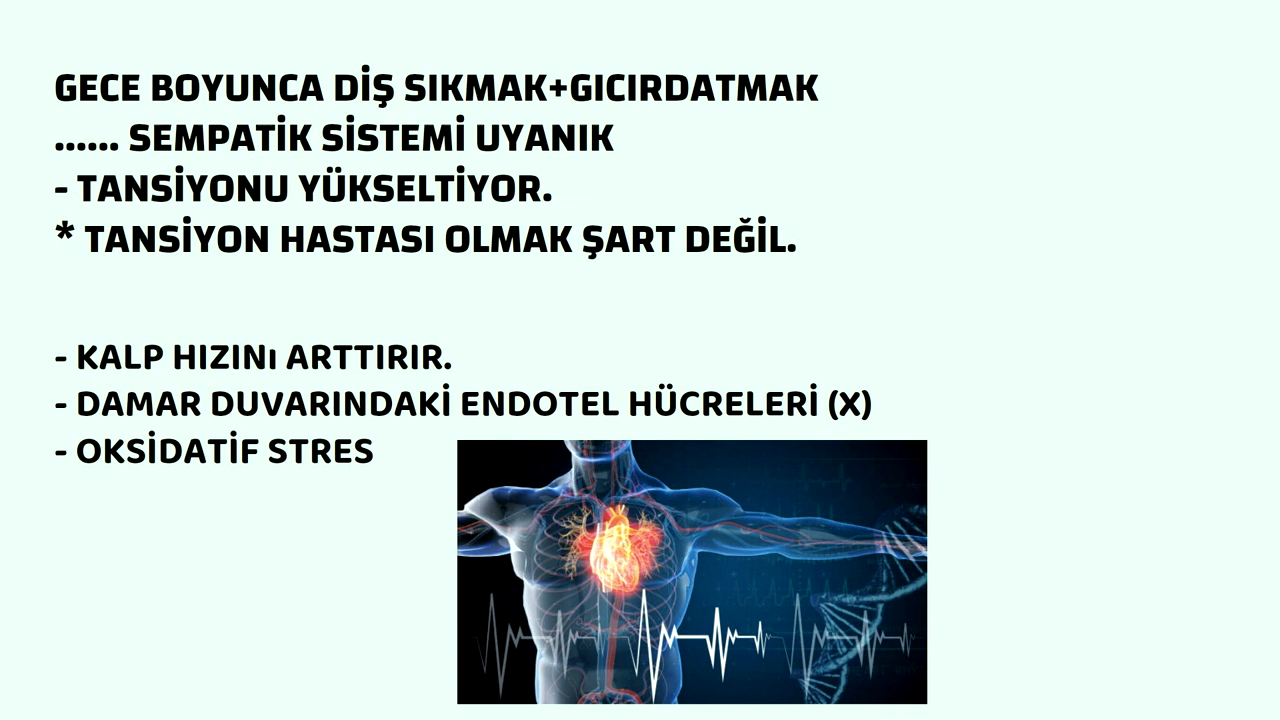 GECE BOYUNCA DİŞ SIKMAK+GICIRDATMAK
...... SEMPATİK SİSTEMİ UYANIK
- TANSİYONU YÜKSELTİYOR.
* TANSİYON HASTASI OLMAK ŞART DEĞİL.
- KALP HIZINı ARTTIRIR.
- DAMAR DUVARINDAKİ ENDOTEL HÜCRELERİ (X)
- OKSİDATİF STRES